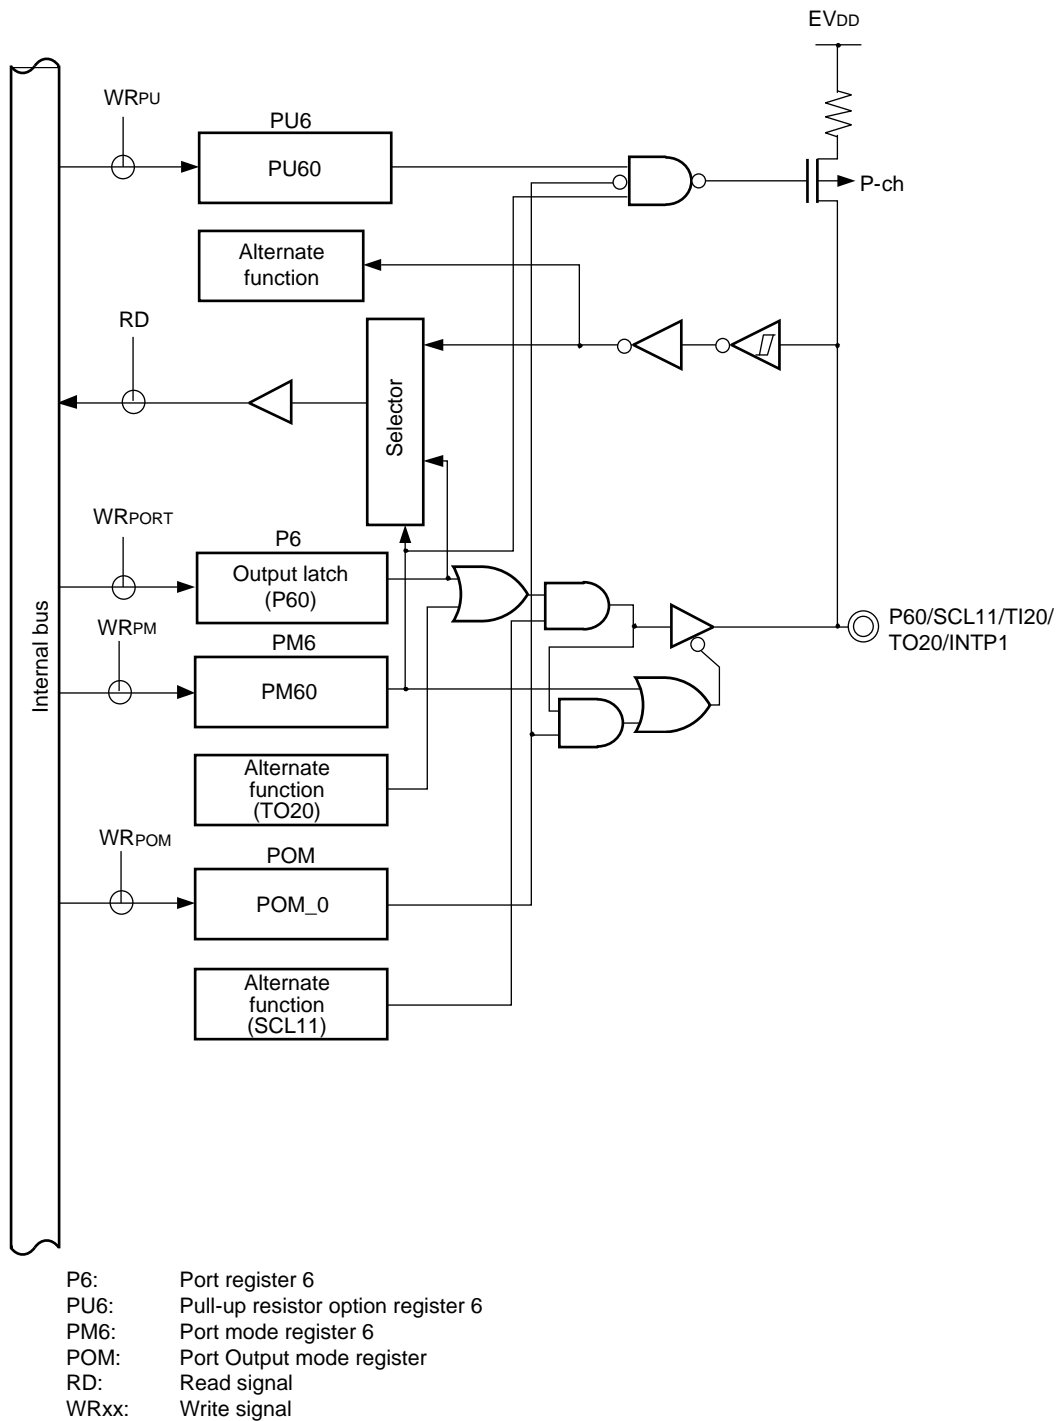 EVDD
WRPU
PU6
PU60
P-ch
Alternate
function
RD
Selector
WRPORT
P6
Output latch
(P60)
P60/SCL11/TI20/
TO20/INTP1
Internal bus
WRPM
PM6
PM60
Alternate
function
(TO20)
WRPOM
POM
POM_0
Alternate
function
(SCL11)
P6: Port register 6
PU6: Pull-up resistor option register 6
PM6: Port mode register 6
POM: Port Output mode register
RD: Read signal
WRxx: Write signal